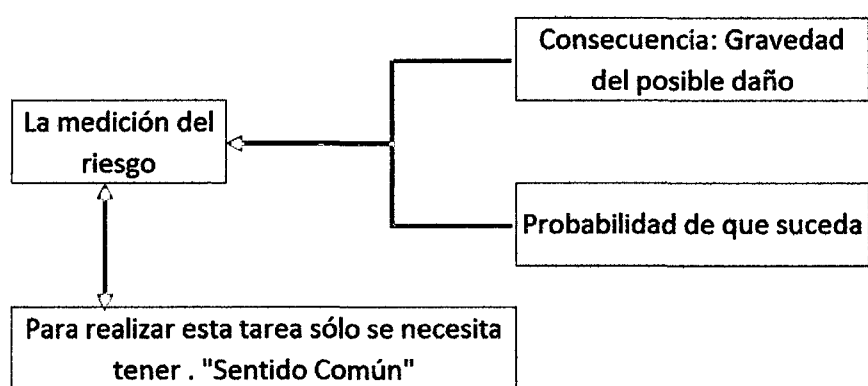 Consecuencia: Gravedad
del posible daño
La medición del
riesgo
Probabilidad de que suceda
Para realizar esta tarea sólo se necesita
tener . "Sentido Común"